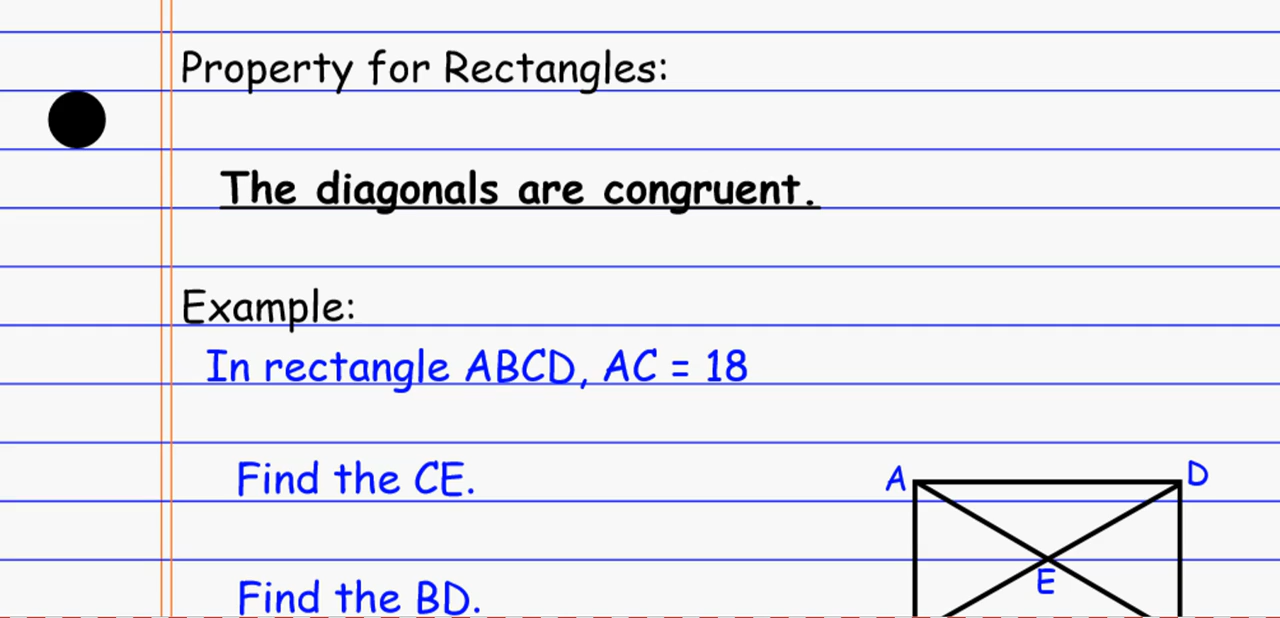 Property for Rectangles:
The diagonals are congruent.
Example:
In rectangle ABCD, AC = 18
Find the CE.
A
D
E
Find the BD.